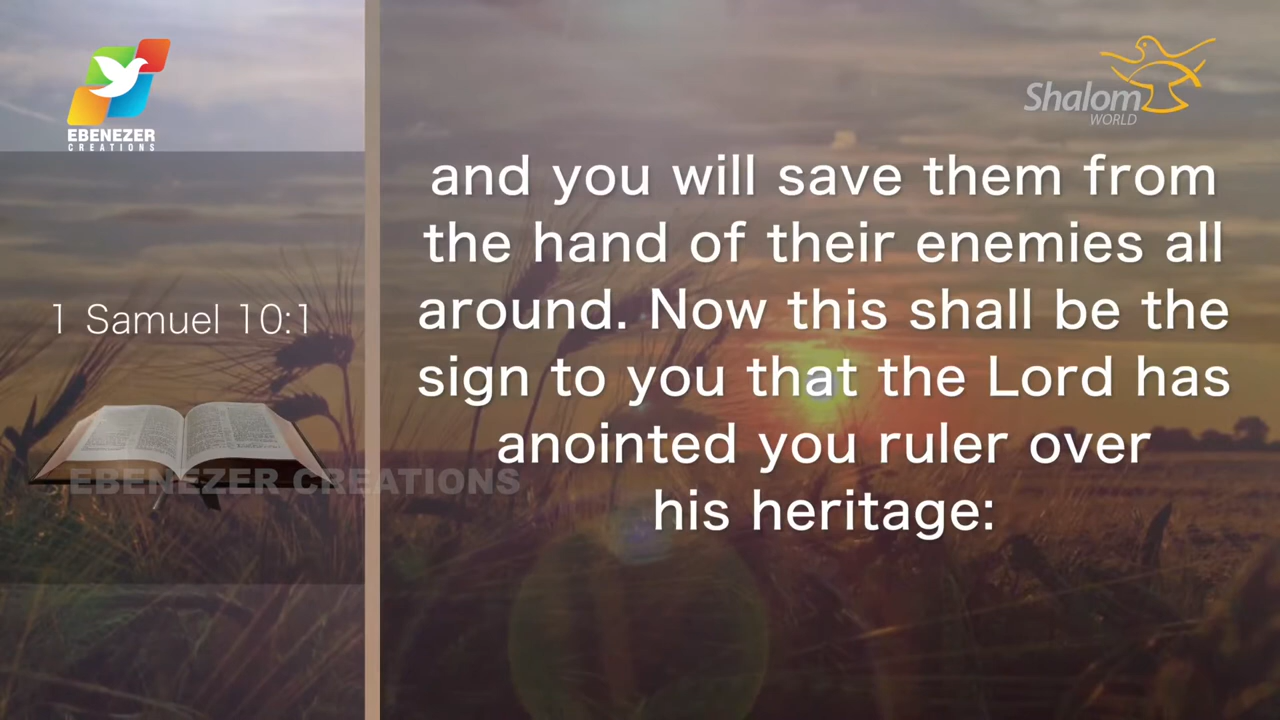 EBENEZER
CREATIONS
Shalom
WORLD
1 Samuel 10:1
and you will save them from
the hand of their enemies all
around. Now this shall be the
sign to you that the Lord has
anointed you ruler over
his heritage:
EBENEZER CREATIONS